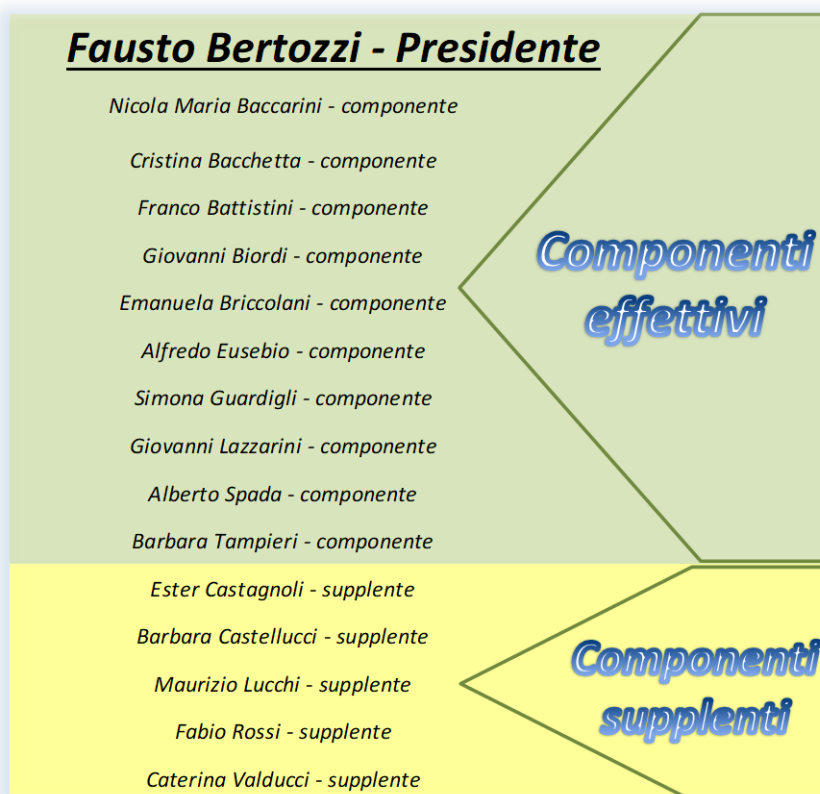 Fausto Bertozzi - Presidente
Nicola Maria Baccarini - componente
Cristina Bacchetta - componente
Franco Battistini - componente
Giovanni Biordi - componente
Emanuela Briccolani - componente
Alfredo Eusebio - componente
Simona Guardigli - componente
Giovanni Lazzarini - componente
Alberto Spada - componente
Barbara Tampieri - componente
Componenti
effettivi
Ester Castagnoli - supplente
Barbara Castellucci - supplente
Maurizio Lucchi - supplente
Fabio Rossi - supplente
Caterina Valducci - supplente
Componenti
supplenti